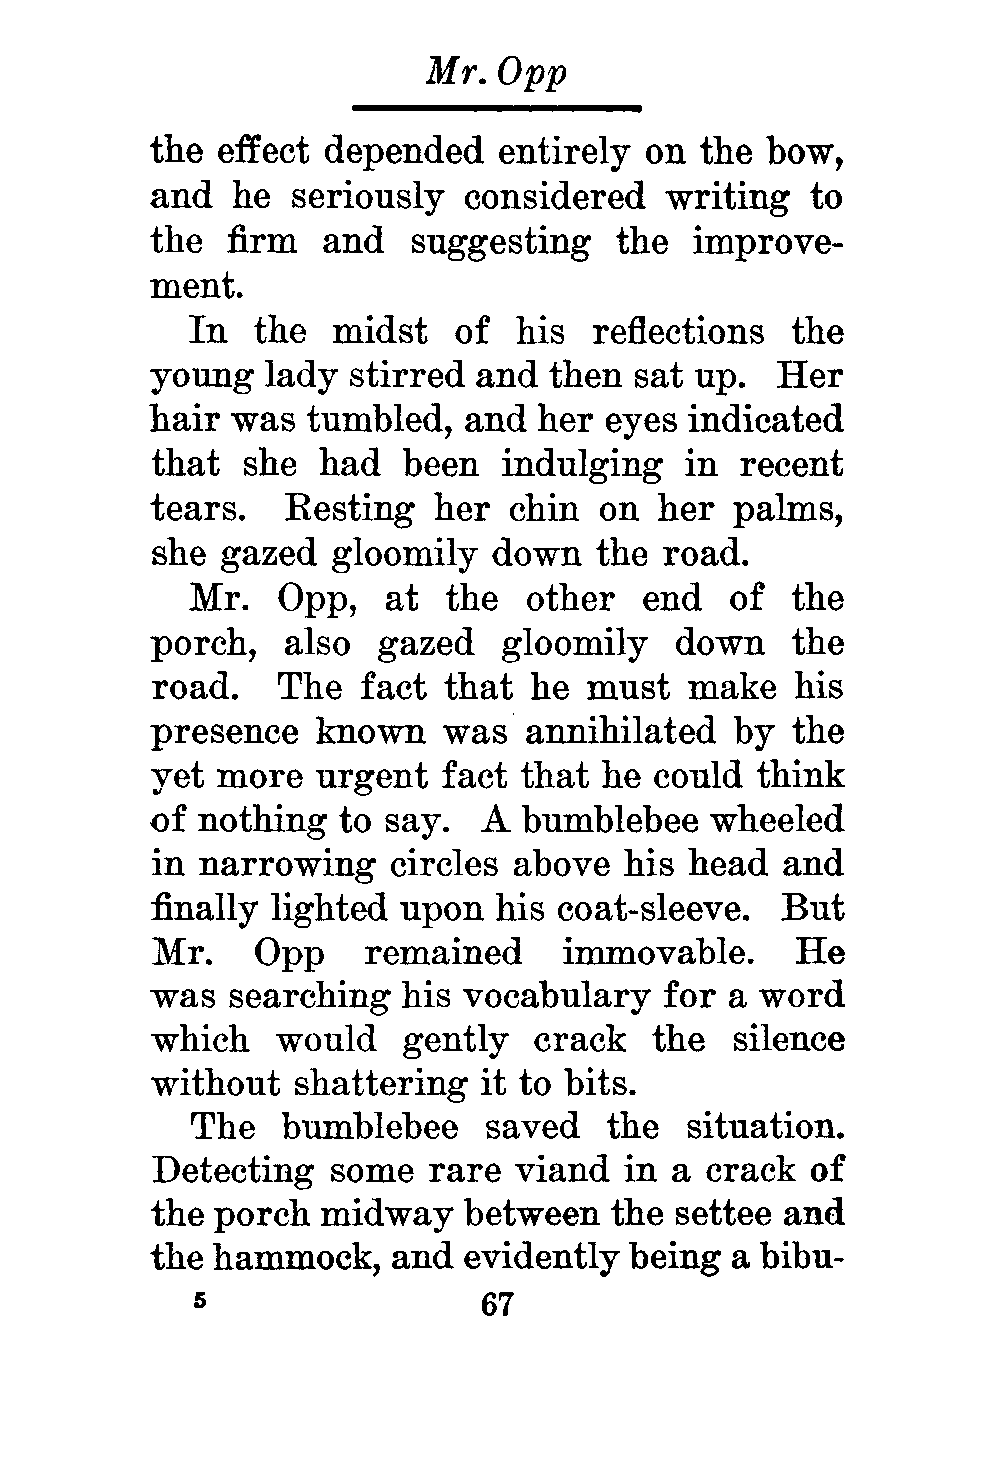 Mr. Opp
the effect depended entirely on the bow,
and he seriously considered writing to
the firm and suggesting the improve-
ment.
In the midst of his reflections the
young lady stirred and then sat up. Her
hair was tumbled, and her eyes indicated
that she had been indulging in recent
tears. Resting her chin on her palms,
she gazed gloomily down the road.
Mr. Opp, at the other end of the
porch, also gazed gloomily down the
road. The fact that he must make his
presence known was annihilated by the
yet more urgent fact that he could think
of nothing to say. A bumblebee wheeled
in narrowing circles above his head and
finally lighted upon his coat-sleeve. But
Mr. Opp remained immovable. He
was searching his vocabulary for a word
which would gently crack the silence
without shattering it to bits.
The bumblebee saved the situation.
Detecting some rare viand in a crack of
the porch midway between the settee and
the hammock, and evidently being a bibu-
5 67